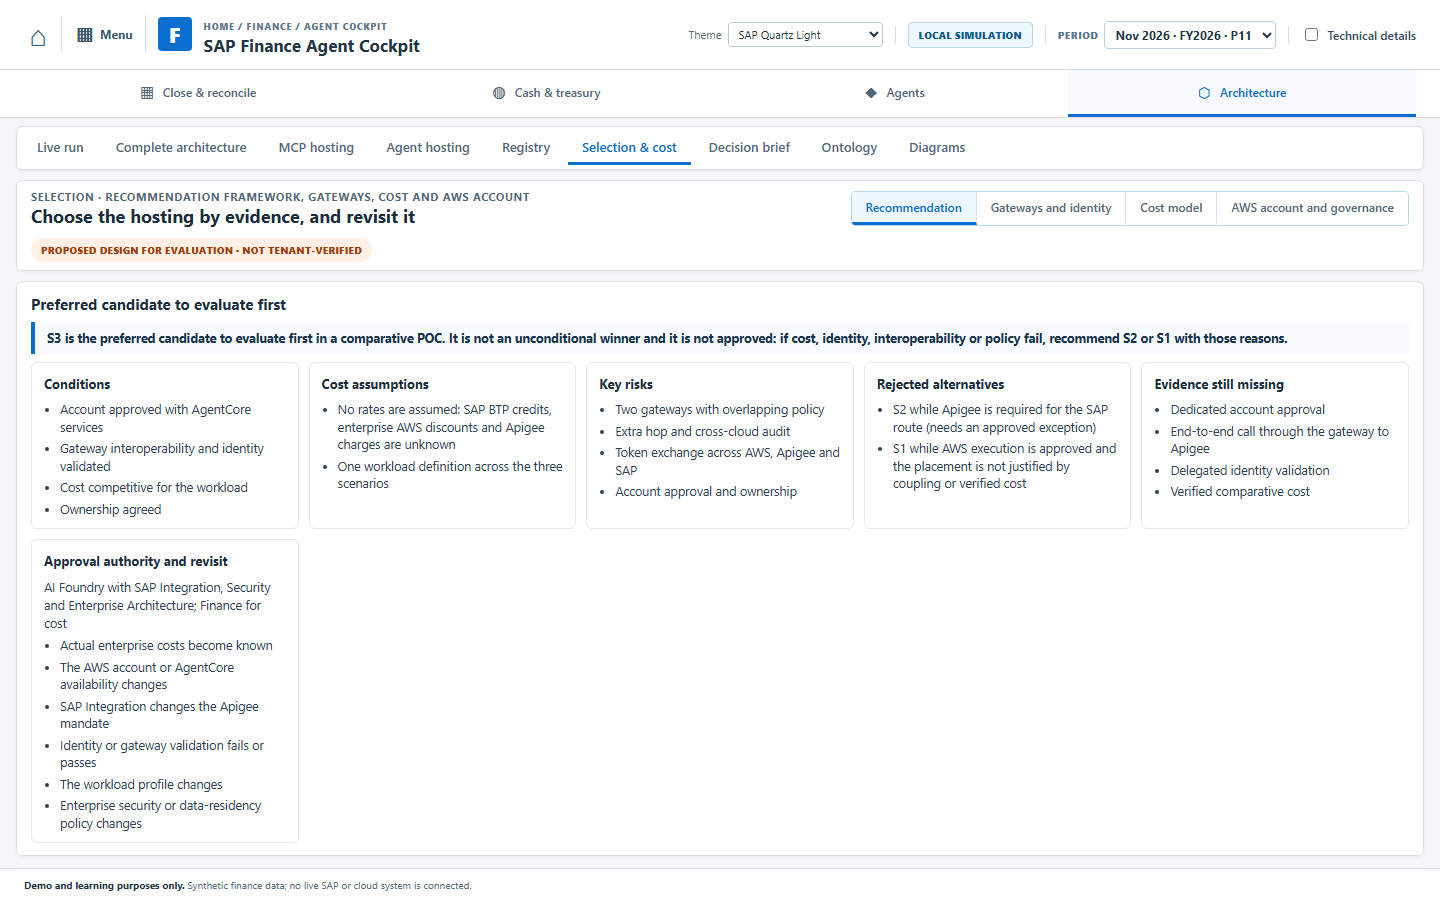 Menu
F
HOME / FINANCE / AGENT COCKPIT
SAP Finance Agent Cockpit
Theme
SAP Quartz Light
LOCAL SIMULATION
PERIOD
Nov 2026 · FY2026 · P11
Technical details
Close & reconcile
Cash & treasury
Agents
Architecture
Live run
Complete architecture
MCP hosting
Agent hosting
Registry
Selection & cost
Decision brief
Ontology
Diagrams
SELECTION · RECOMMENDATION FRAMEWORK, GATEWAYS, COST AND AWS ACCOUNT
Choose the hosting by evidence, and revisit it
PROPOSED DESIGN FOR EVALUATION · NOT TENANT-VERIFIED
Recommendation
Gateways and identity
Cost model
AWS account and governance
Preferred candidate to evaluate first
S3 is the preferred candidate to evaluate first in a comparative POC. It is not an unconditional winner and it is not approved: if cost, identity, interoperability or policy fail, recommend S2 or S1 with those reasons.
Conditions
• Account approved with AgentCore
services
• Gateway interoperability and identity
validated
• Cost competitive for the workload
• Ownership agreed
Cost assumptions
• No rates are assumed: SAP BTP credits,
enterprise AWS discounts and Apigee
charges are unknown
• One workload definition across the three
scenarios
Key risks
• Two gateways with overlapping policy
• Extra hop and cross-cloud audit
• Token exchange across AWS, Apigee and
SAP
• Account approval and ownership
Rejected alternatives
• S2 while Apigee is required for the SAP
route (needs an approved exception)
• S1 while AWS execution is approved and
the placement is not justified by
coupling or verified cost
Evidence still missing
• Dedicated account approval
• End-to-end call through the gateway to
Apigee
• Delegated identity validation
• Verified comparative cost
Approval authority and revisit
AI Foundry with SAP Integration, Security
and Enterprise Architecture; Finance for
cost
• Actual enterprise costs become known
• The AWS account or AgentCore
availability changes
• SAP Integration changes the Apigee
mandate
• Identity or gateway validation fails or
passes
• The workload profile changes
• Enterprise security or data-residency
policy changes
Demo and learning purposes only. Synthetic finance data; no live SAP or cloud system is connected.